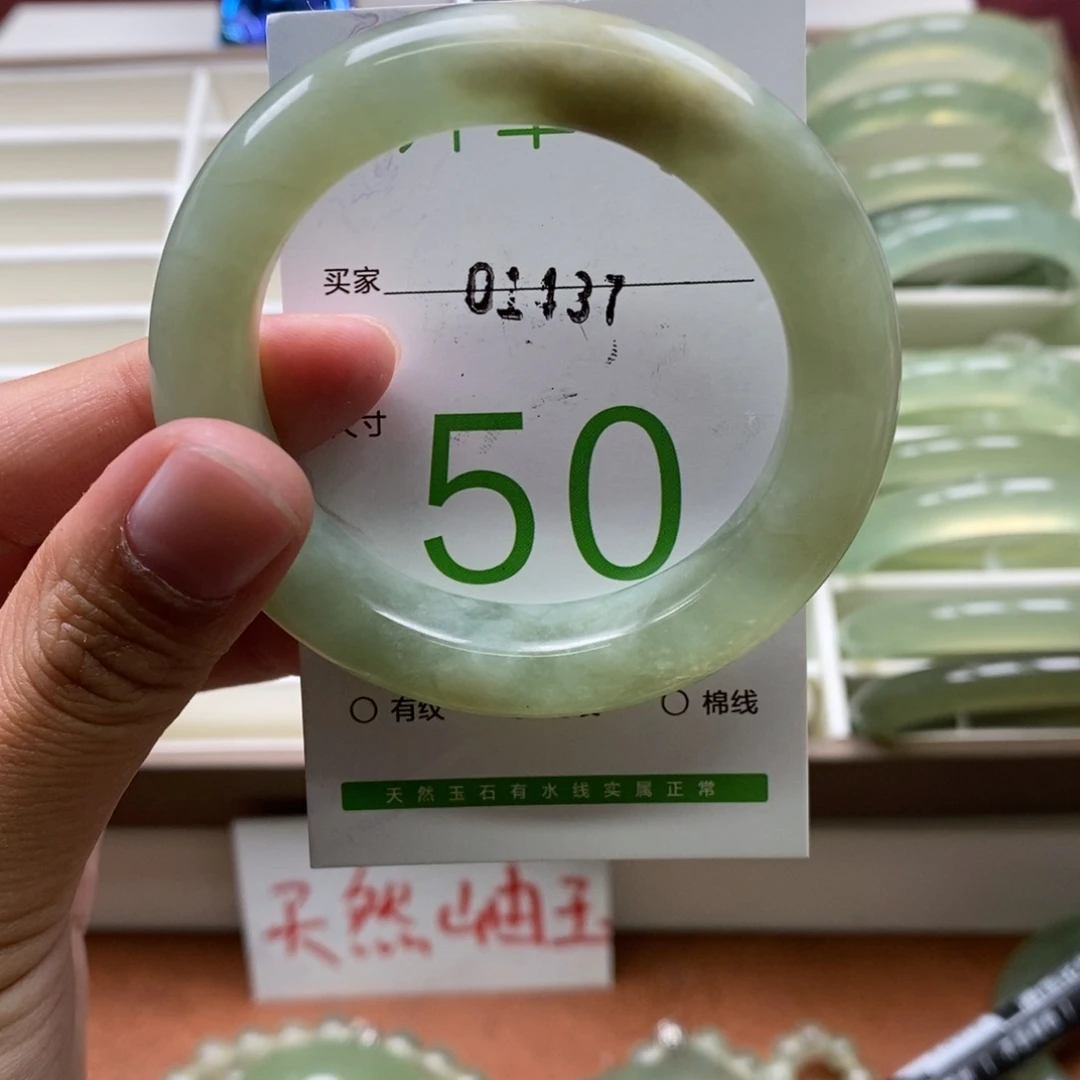 买家 01137
尺寸 50
有纹 棉线
天然玉石有水线实属正常
天然岫玉